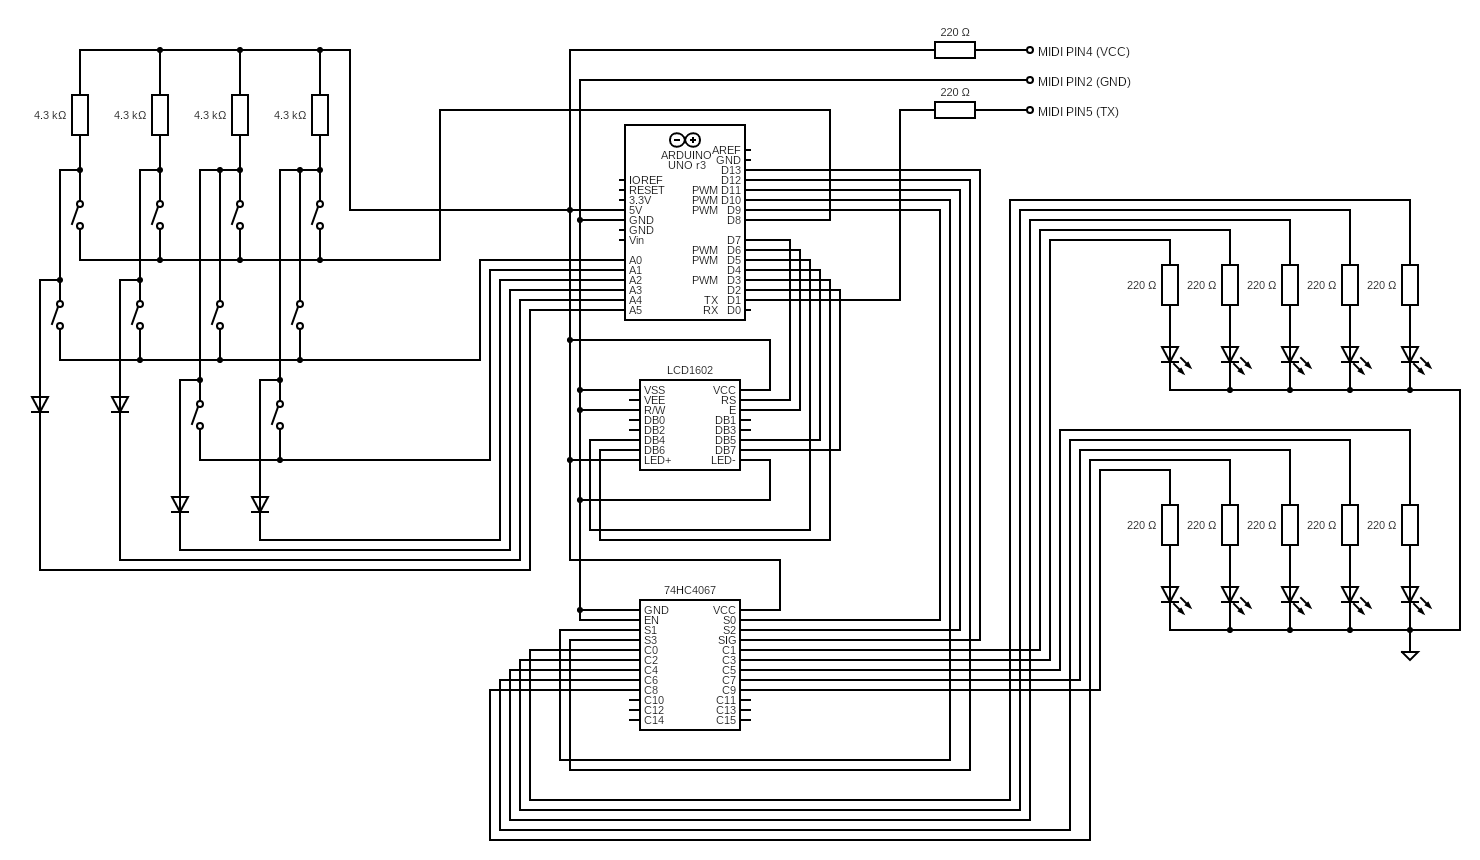 220 Ω
MIDI PIN4 (VCC)
MIDI PIN2 (GND)
220 Ω
MIDI PIN5 (TX)
4.3 kΩ
4.3 kΩ
4.3 kΩ
4.3 kΩ
ARDUINO
UNO r3
IOREF
RESET
3.3V
5V
GND
GND
Vin
A0
A1
A2
A3
A4
A5
AREF
GND
D13
D12
PWM D11
PWM D10
PWM D9
D8
D7
PWM D6
PWM D5
D4
PWM D3
D2
TX D1
RX D0
220 Ω
220 Ω
220 Ω
220 Ω
220 Ω
LCD1602
VSS VCC
VEE RS
R/W E
DB0 DB1
DB2 DB3
DB4 DB5
DB6 DB7
LED+ LED-
220 Ω
220 Ω
220 Ω
220 Ω
220 Ω
74HC4067
GND VCC
EN S0
S1 S2
S3 SIG
C0 C1
C2 C3
C4 C5
C6 C7
C8 C9
C10 C11
C12 C13
C14 C15